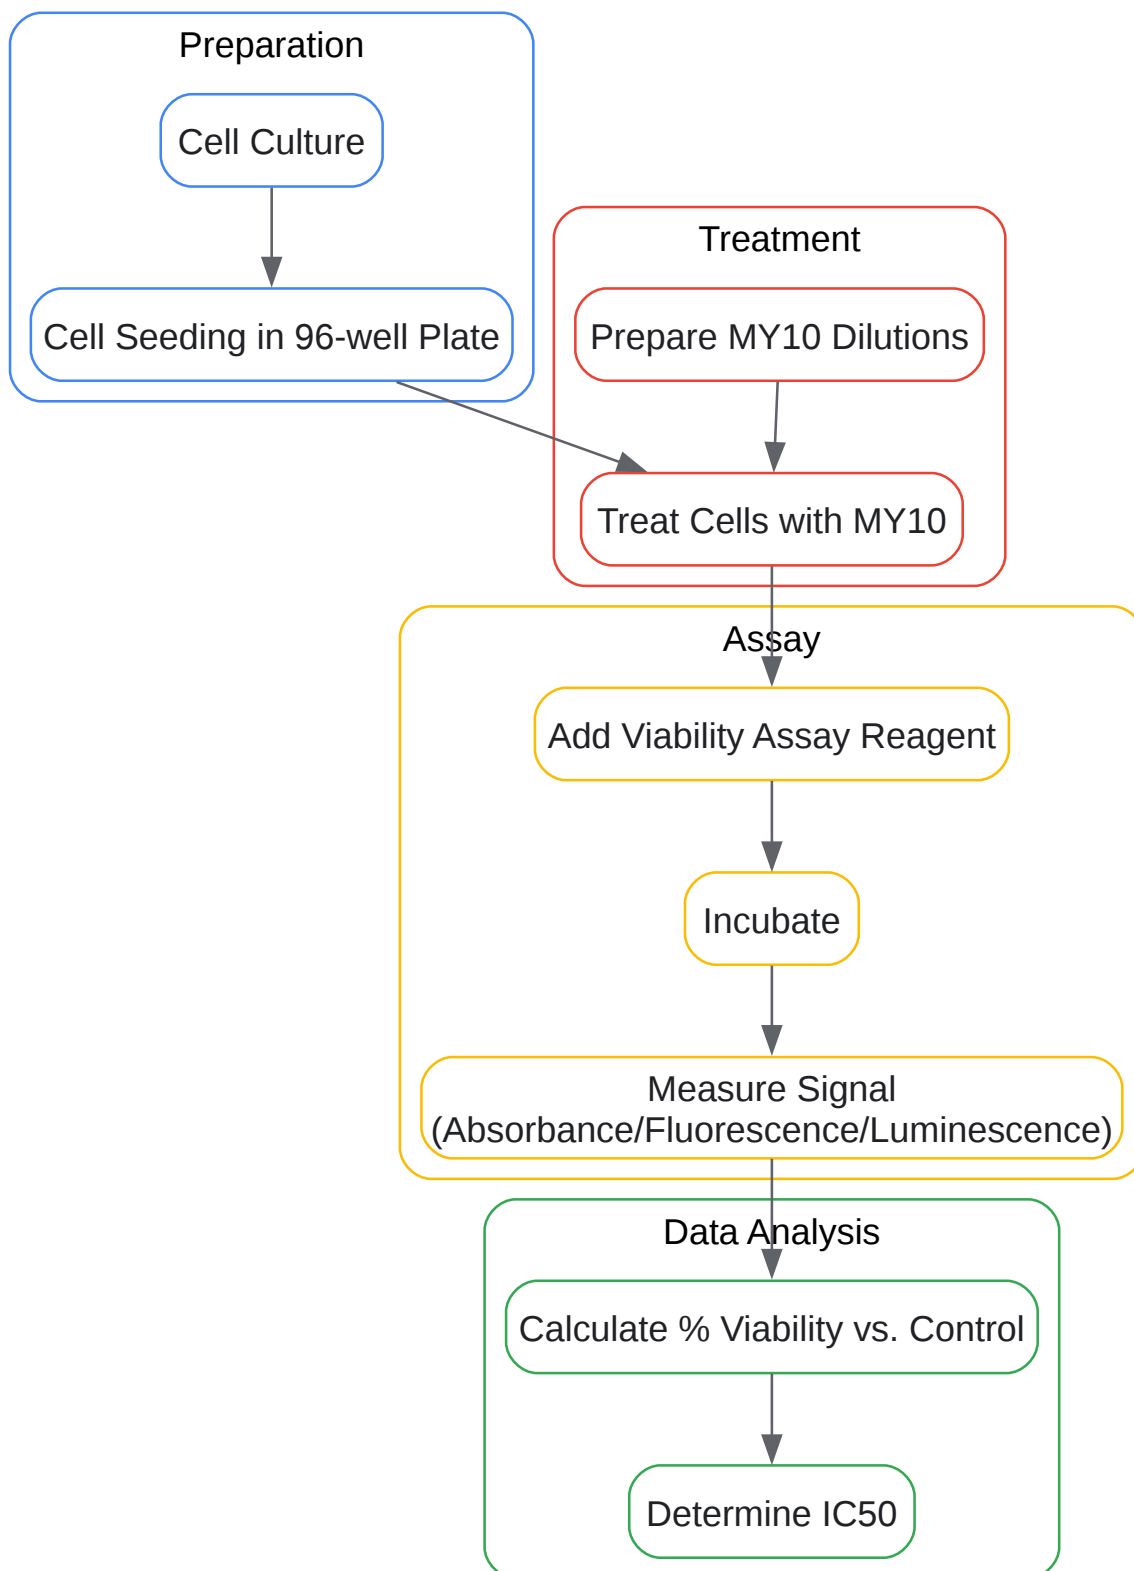 Preparation
Cell Culture
Cell Seeding in 96-well Plate
Treatment
Prepare MY10 Dilutions
Treat Cells with MY10
Assay
Add Viability Assay Reagent
Incubate
Measure Signal
(Absorbance/Fluorescence/Luminescence)
Data Analysis
Calculate % Viability vs. Control
Determine IC50